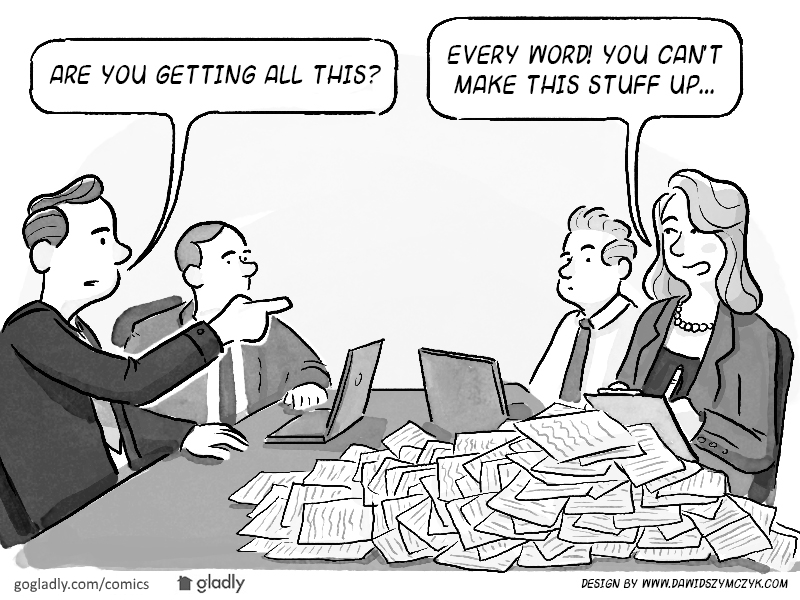 ARE YOU GETTING ALL THIS?
EVERY WORD! YOU CAN'T
MAKE THIS STUFF UP...
gogladly.com/comics
gladly
DESIGN BY WWW.DAWIDSZYMCZYK.COM